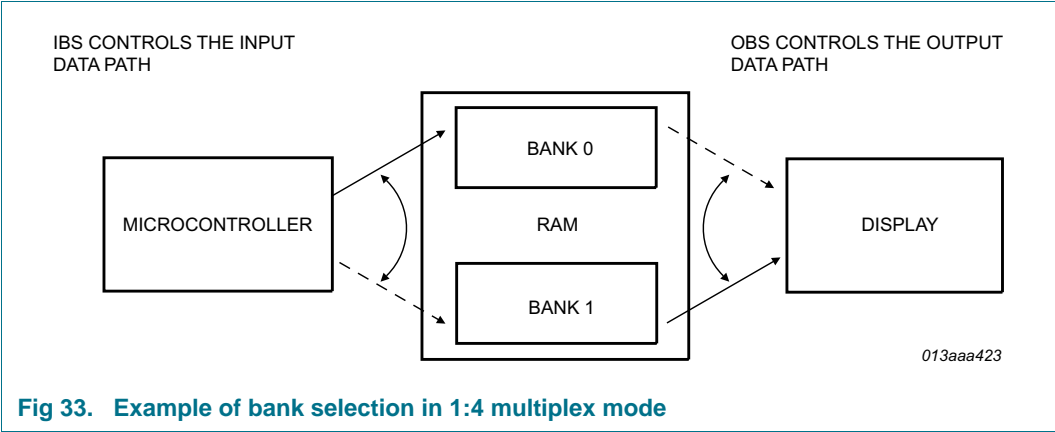 IBS CONTROLS THE INPUT
DATA PATH
OBS CONTROLS THE OUTPUT
DATA PATH
BANK 0
MICROCONTROLLER
RAM
DISPLAY
BANK 1
013aaa423
Fig 33. Example of bank selection in 1:4 multiplex mode